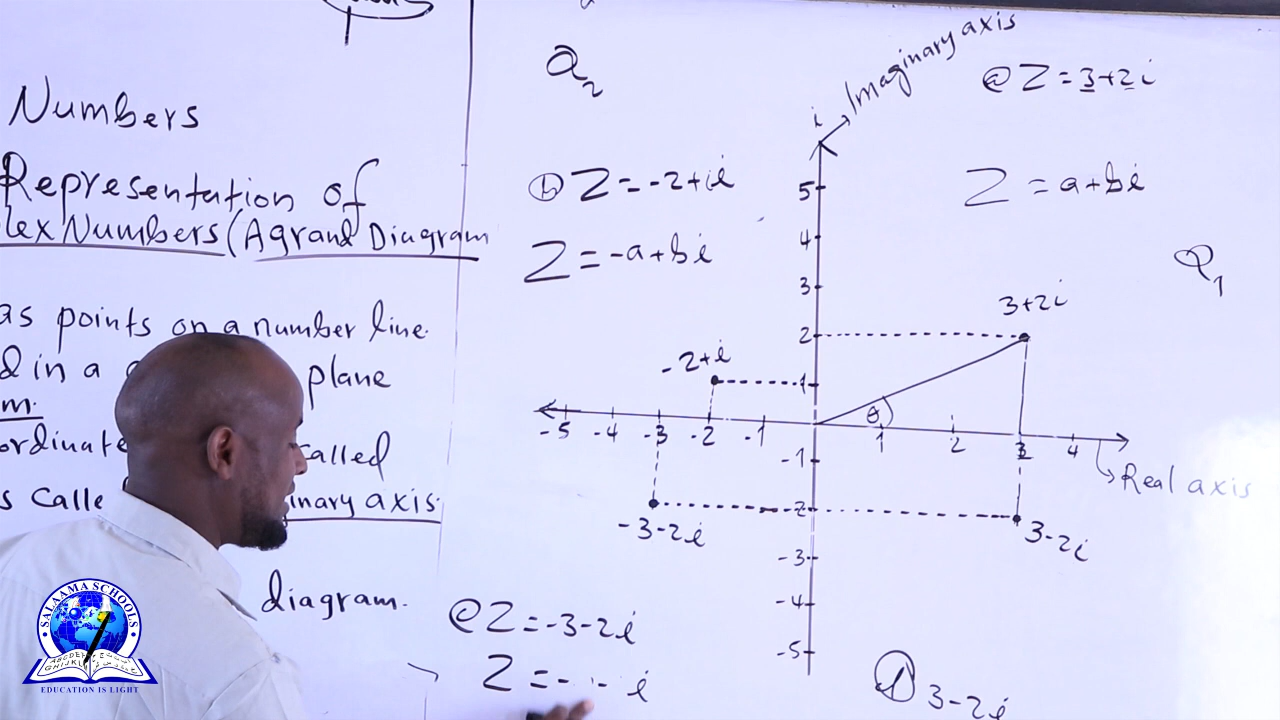 Numbers
Representation of
lex Numbers (Agrand Diagram
as points on a number line.
d in a plane
m.
ordinate called
s calle inary axis.
diagram.
Q2
ⓑ Z = -2+i
Z = -a+bi
i
Imaginary axis
ⓐ Z = 3+2i
Z = a+bi
Q1
5
4
3
2
1
-1
-2
-3
-4
-5
3+2i
-2+i
θ
-5 -4 -3 -2 -1 1 2 3 4
Real axis
-3-2i
3-2i
Z = -3-2i
Z = - - i
ⓓ 3-2i
SALAAMA SCHOOLS
EDUCATION IS LIGHT